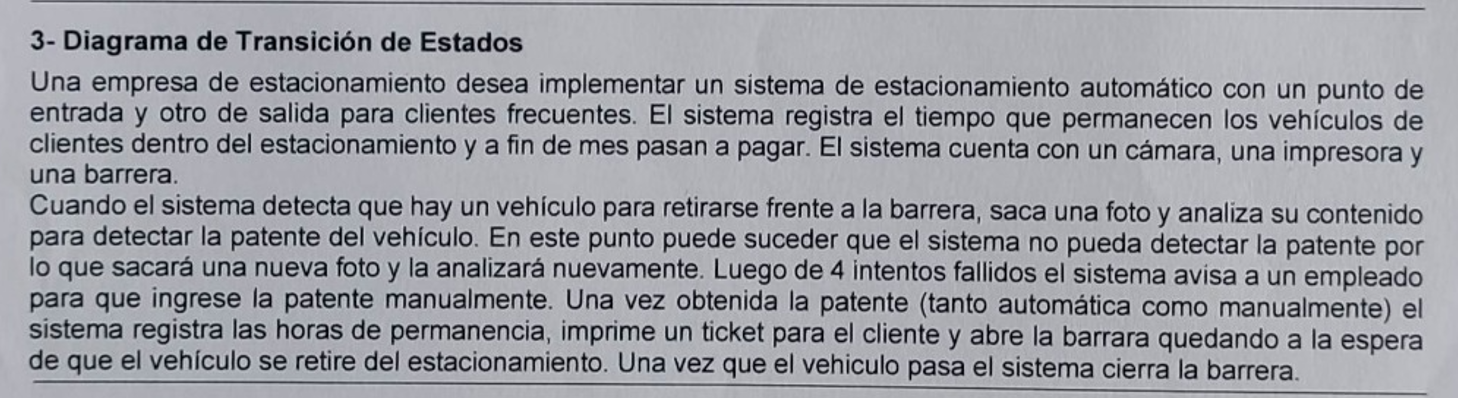 3- Diagrama de Transición de Estados
Una empresa de estacionamiento desea implementar un sistema de estacionamiento automático con un punto de
entrada y otro de salida para clientes frecuentes. El sistema registra el tiempo que permanecen los vehículos de
clientes dentro del estacionamiento y a fin de mes pasan a pagar. El sistema cuenta con un cámara, una impresora y
una barrera.
Cuando el sistema detecta que hay un vehículo para retirarse frente a la barrera, saca una foto y analiza su contenido
para detectar la patente del vehículo. En este punto puede suceder que el sistema no pueda detectar la patente por
lo que sacará una nueva foto y la analizará nuevamente. Luego de 4 intentos fallidos el sistema avisa a un empleado
para que ingrese la patente manualmente. Una vez obtenida la patente (tanto automática como manualmente) el
sistema registra las horas de permanencia, imprime un ticket para el cliente y abre la barrara quedando a la espera
de que el vehículo se retire del estacionamiento. Una vez que el vehiculo pasa el sistema cierra la barrera.